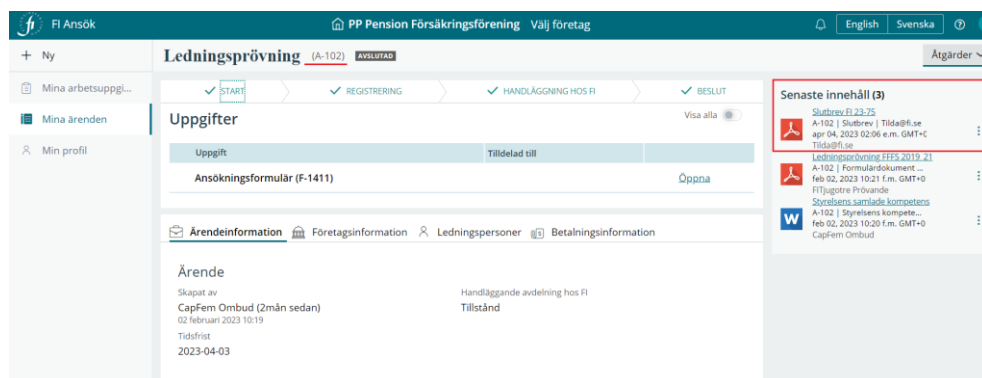 fi FI Ansök
PP Pension Försäkringsförening Välj företag
English Svenska
+ Ny
Ledningsprövning (A-102) AVSLUTAD
Åtgärder
Mina arbetsuppgi...
Mina ärenden
Min profil
START
REGISTRERING
HANDLÄGGNING HOS FI
BESLUT
Uppgifter
Visa alla
Uppgift
Tilldelad till
Ansökningsformulär (F-1411)
Öppna
Ärendeinformation
Företagsinformation
Ledningspersoner
Betalningsinformation
Ärende
Skapat av
CapFem Ombud (2mån sedan)
02 februari 2023 10:19
Tidsfrist
2023-04-03
Handläggande avdelning hos FI
Tillstånd
Senaste innehåll (3)
Slutbrev FI 23-75
A-102 | Slutbrev | Tilda@fi.se
apr 04, 2023 02:06 e.m. GMT+0
Tilda@fi.se
Ledningsprövning FFFS 2019_21
A-102 | Formulärdokument ...
feb 02, 2023 10:21 f.m. GMT+0
FITjugotre Prövande
Styrelsens samlade kompetens
A-102 | Styrelsens kompete...
feb 02, 2023 10:20 f.m. GMT+0
CapFem Ombud